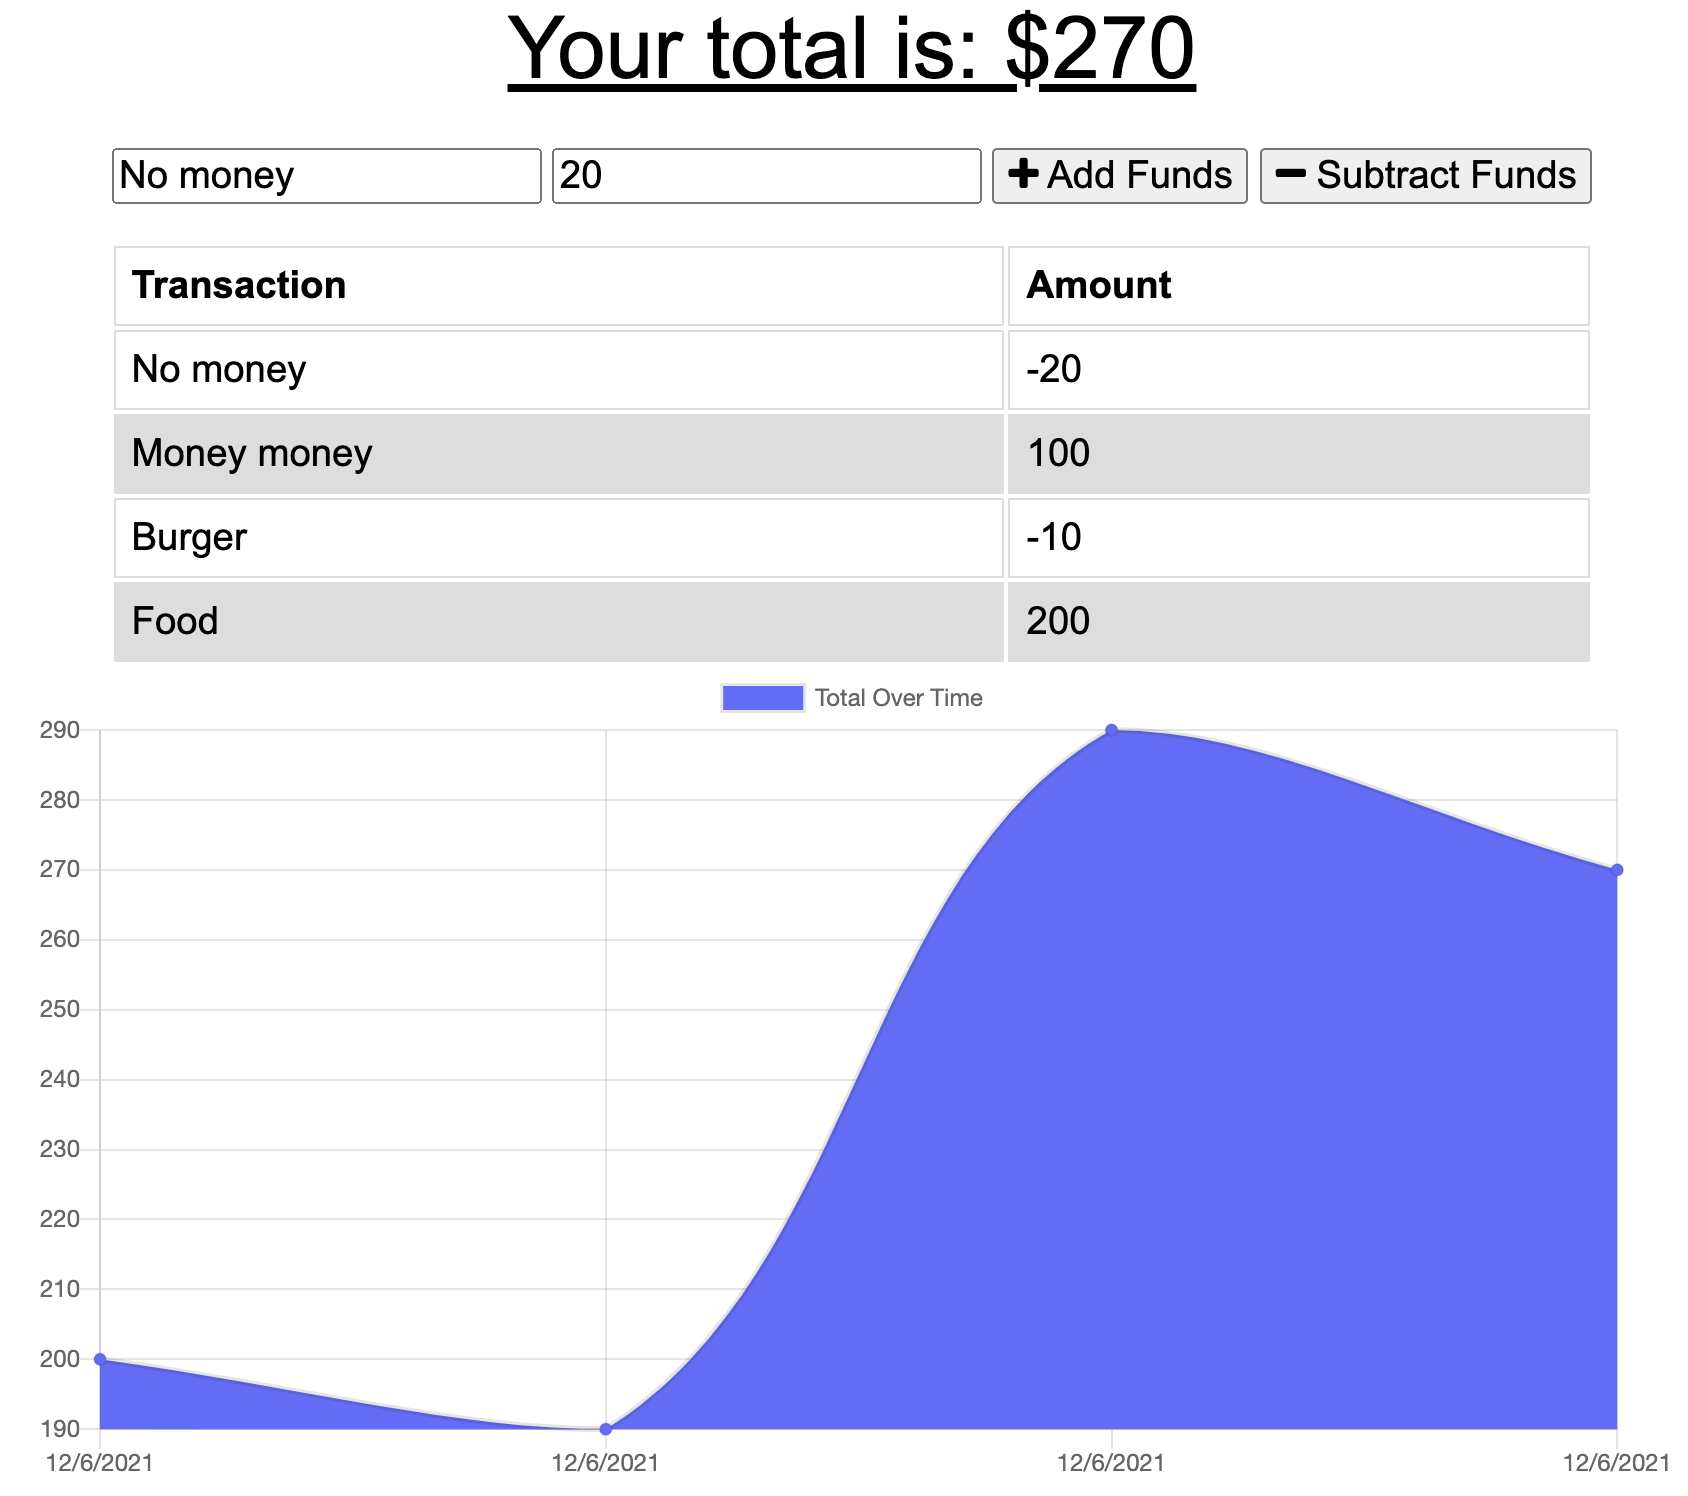 Your total is: $270
No money 20 Add Funds Subtract Funds
Transaction Amount
No money -20
Money money 100
Burger -10
Food 200
Total Over Time
290
280
270
260
250
240
230
220
210
200
190
12/6/2021 12/6/2021 12/6/2021 12/6/2021